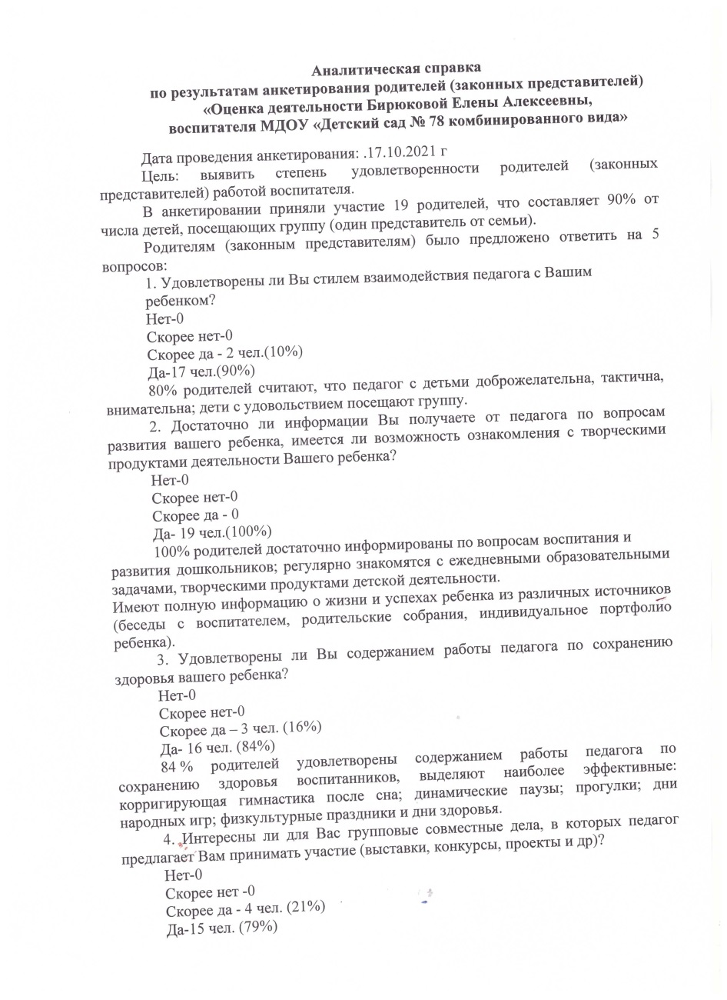 Аналитическая справка
по результатам анкетирования родителей (законных представителей)
«Оценка деятельности Бирюковой Елены Алексеевны,
воспитателя МДОУ «Детский сад № 78 комбинированного вида»
Дата проведения анкетирования: .17.10.2021 г
Цель: выявить степень удовлетворенности родителей (законных
представителей) работой воспитателя.
В анкетировании приняли участие 19 родителей, что составляет 90% от
числа детей, посещающих группу (один представитель от семьи).
Родителям (законным представителям) было предложено ответить на 5
вопросов:
1. Удовлетворены ли Вы стилем взаимодействия педагога с Вашим
ребенком?
Нет-0
Скорее нет-0
Скорее да - 2 чел.(10%)
Да-17 чел.(90%)
80% родителей считают, что педагог с детьми доброжелательна, тактична,
внимательна; дети с удовольствием посещают группу.
2. Достаточно ли информации Вы получаете от педагога по вопросам
развития вашего ребенка, имеется ли возможность ознакомления с творческими
продуктами деятельности Вашего ребенка?
Нет-0
Скорее нет-0
Скорее да - 0
Да- 19 чел.(100%)
100% родителей достаточно информированы по вопросам воспитания и
развития дошкольников; регулярно знакомятся с ежедневными образовательными
задачами, творческими продуктами детской деятельности.
Имеют полную информацию о жизни и успехах ребенка из различных источников
(беседы с воспитателем, родительские собрания, индивидуальное портфолио
ребенка).
3. Удовлетворены ли Вы содержанием работы педагога по сохранению
здоровья вашего ребенка?
Нет-0
Скорее нет-0
Скорее да – 3 чел. (16%)
Да- 16 чел. (84%)
84 % родителей удовлетворены содержанием работы педагога по
сохранению здоровья воспитанников, выделяют наиболее эффективные:
корригирующая гимнастика после сна; динамические паузы; прогулки; дни
народных игр; физкультурные праздники и дни здоровья.
4. Интересны ли для Вас групповые совместные дела, в которых педагог
предлагает Вам принимать участие (выставки, конкурсы, проекты и др)?
Нет-0
Скорее нет -0
Скорее да - 4 чел. (21%)
Да-15 чел. (79%)